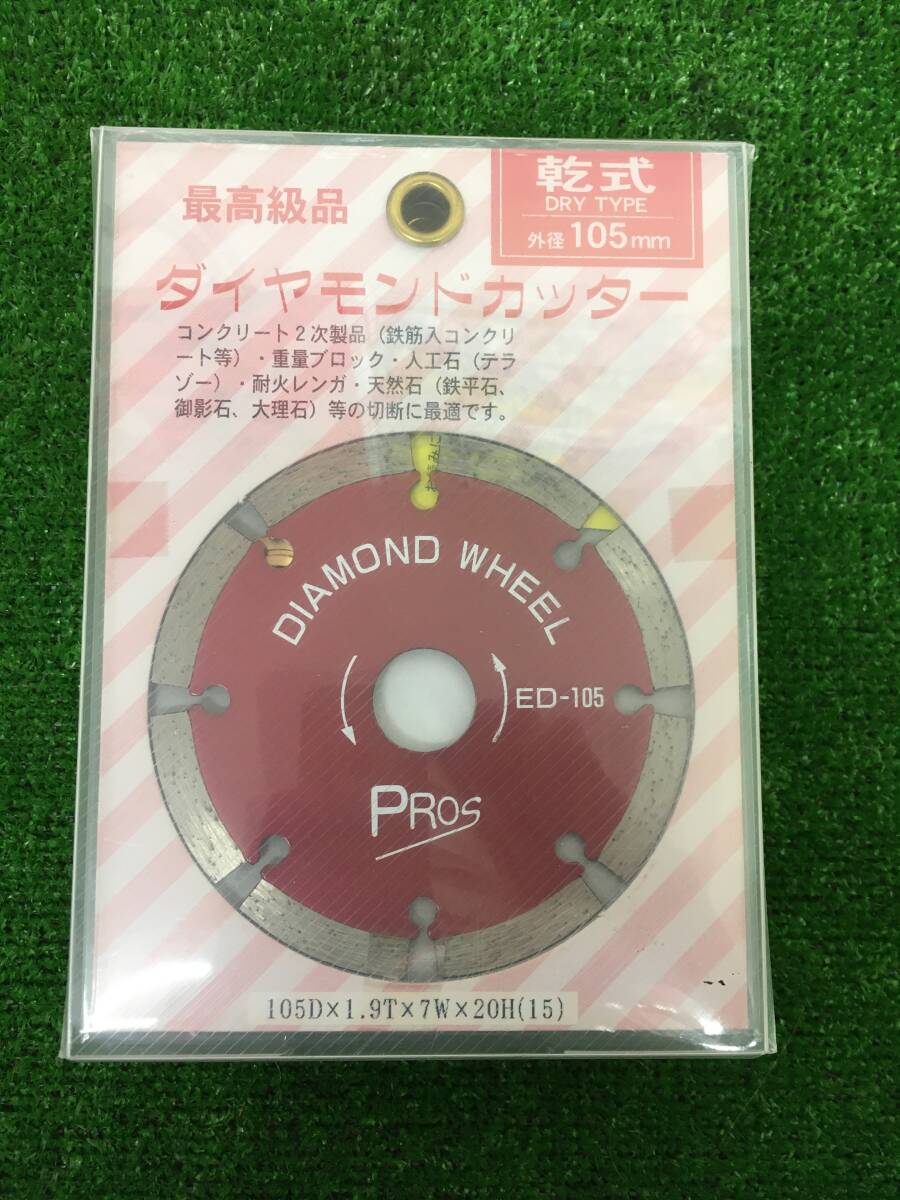 最高級品
乾式
DRY TYPE
外径 105mm
ダイヤモンドカッター
コンクリート2次製品（鉄筋入コンクリ
ート等）・重量ブロック・人工石（テラ
ゾー）・耐火レンガ・天然石（鉄平石、
御影石、大理石）等の切断に最適です。
DIAMOND WHEEL
ED-105
PROS
105D×1.9T×7W×20H(15)